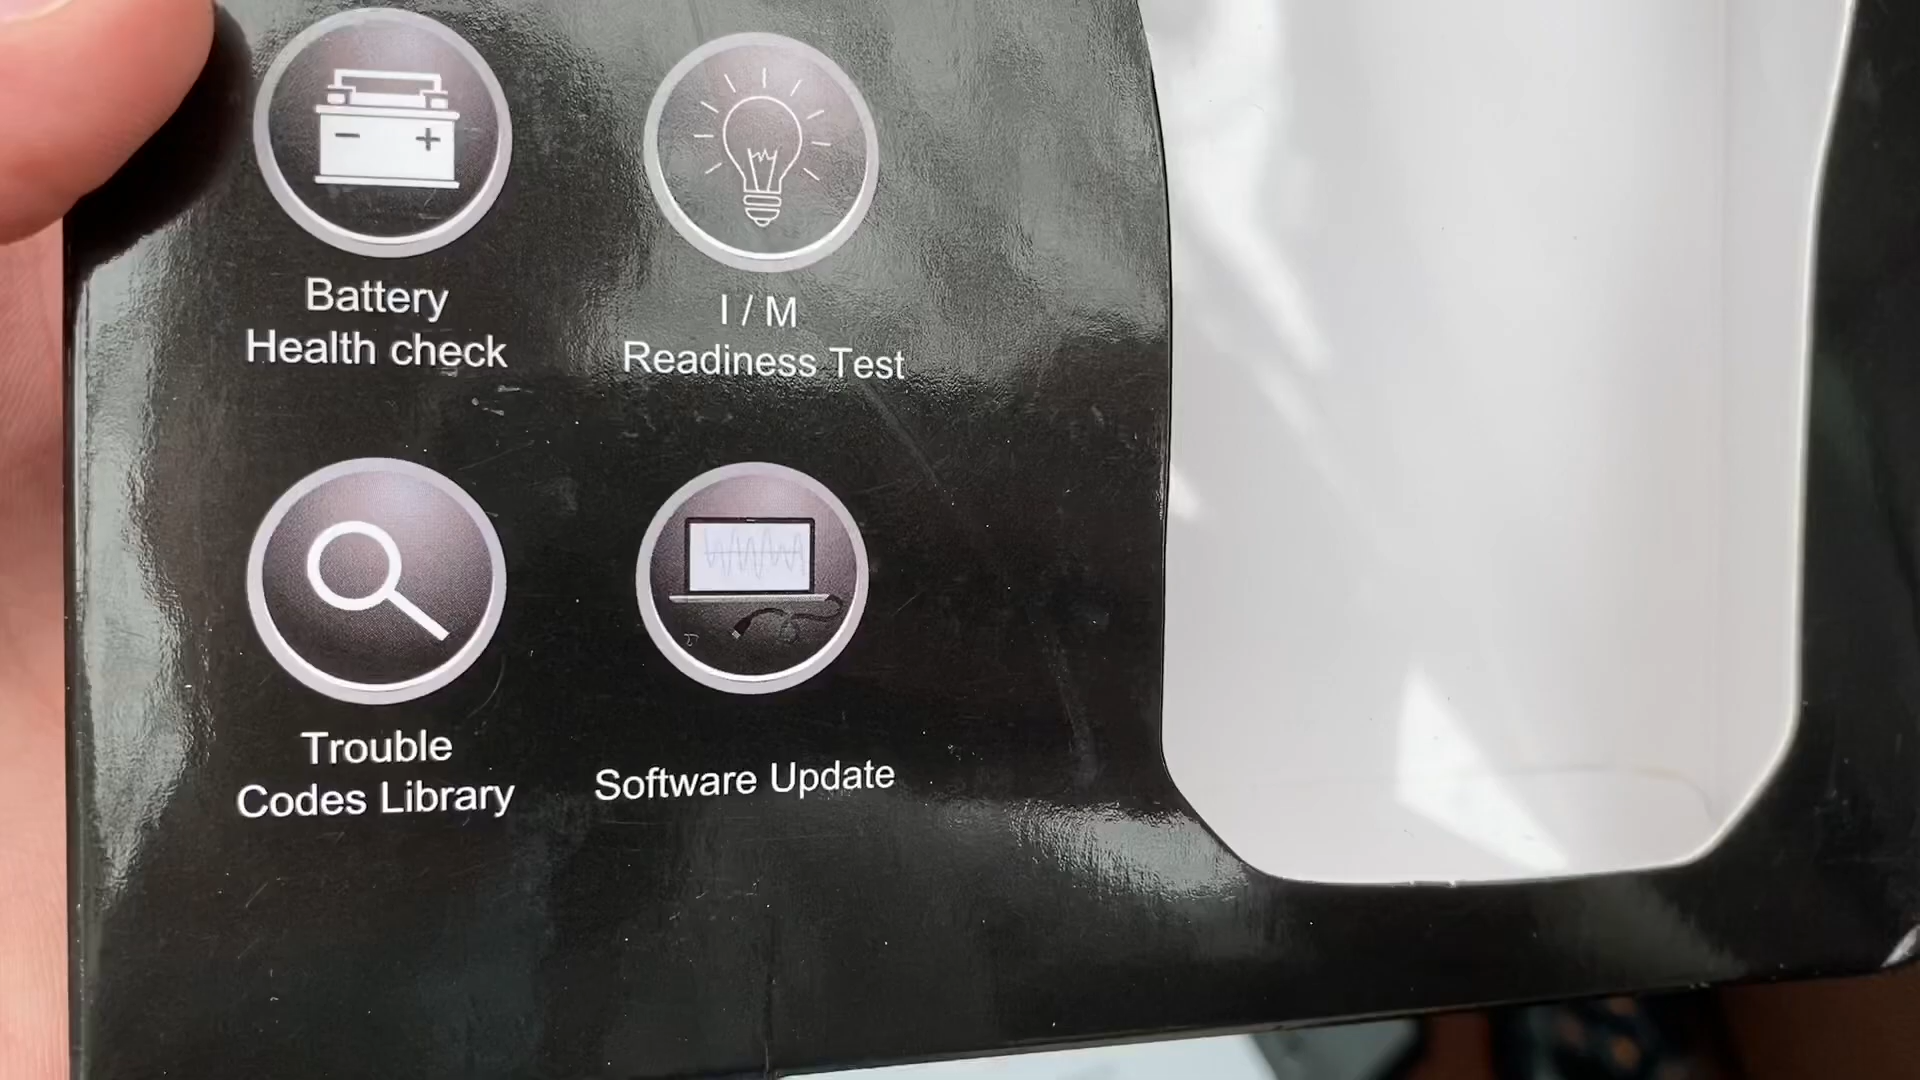 Battery
Health check
I / M
Readiness Test
Trouble
Codes Library
Software Update